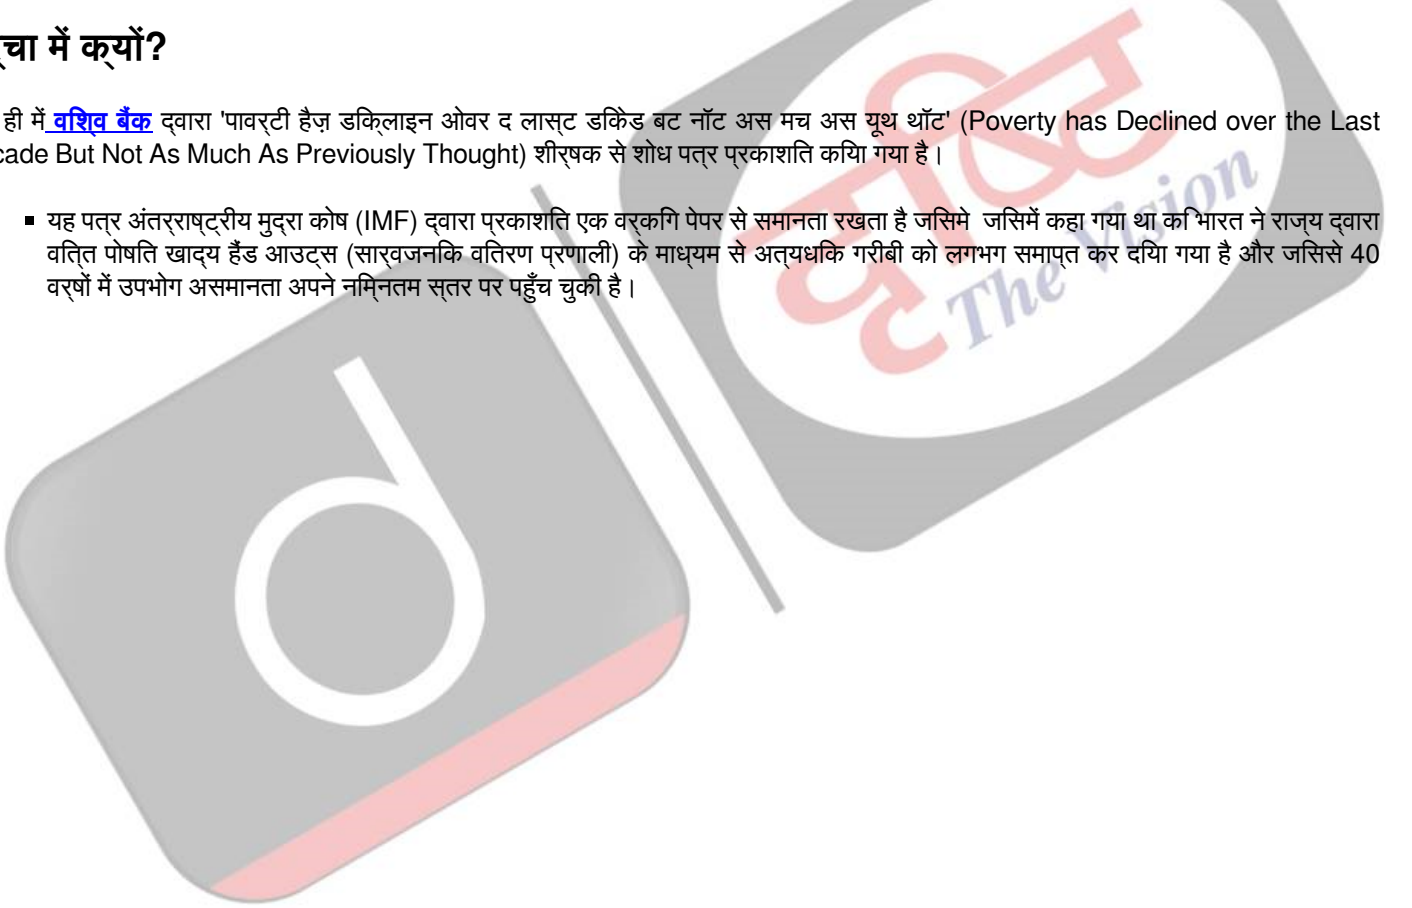 ्चा में क्यों?
ही में विश्व बैंक द्वारा 'पावर्टी हैज़ डिक्लाइन ओवर द लास्ट डिकेड बट नॉट अस मच अस यूथ थॉट' (Poverty has Declined over the Last
cade But Not As Much As Previously Thought) शीर्षक से शोध पत्र प्रकाशित किया गया है।
यह पत्र अंतर्राष्ट्रीय मुद्रा कोष (IMF) द्वारा प्रकाशित एक वर्किंग पेपर से समानता रखता है जिसमे जिसमें कहा गया था कि भारत ने राज्य द्वारा
वित्त पोषित खाद्य हैंड आउट्स (सार्वजनिक वितरण प्रणाली) के माध्यम से अत्यधिक गरीबी को लगभग समाप्त कर दिया गया है और जिससे 40
वर्षों में उपभोग असमानता अपने निम्नतम स्तर पर पहुँच चुकी है।
दृष्टि
The Vision